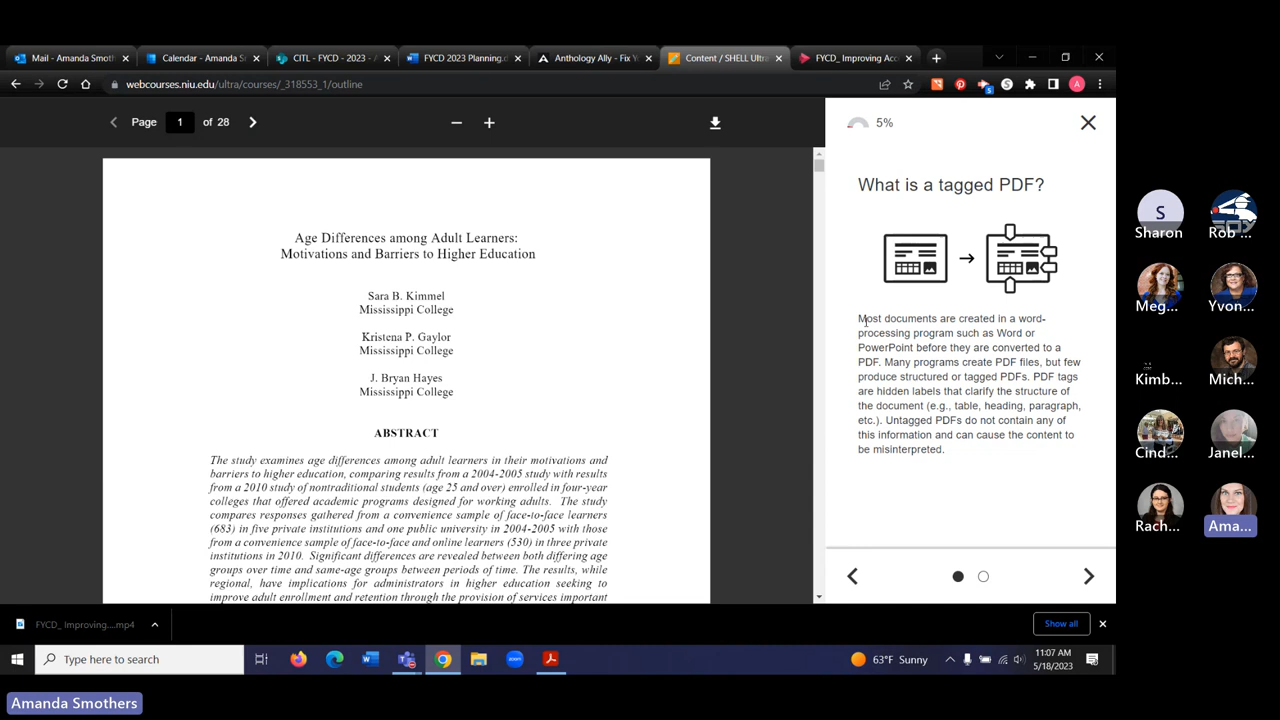 Mail - Amanda Smoth
Calendar - Amanda S
CITL - FYCD - 2023 - A
FYCD 2023 Planning.d
Anthology Ally - Fix Y
Content / SHELL Ultra
FYCD_ Improving Acc
webcourses.niu.edu/ultra/courses/_318553_1/outline
Page 1 of 28
5%
Age Differences among Adult Learners:
Motivations and Barriers to Higher Education
Sara B. Kimmel
Mississippi College
Kristena P. Gaylor
Mississippi College
J. Bryan Hayes
Mississippi College
ABSTRACT
The study examines age differences among adult learners in their motivations and
barriers to higher education, comparing results from a 2004-2005 study with results
from a 2010 study of nontraditional students (age 25 and over) enrolled in four-year
colleges that offered academic programs designed for working adults. The study
compares responses gathered from a convenience sample of face-to-face learners
(683) in five private institutions and one public university in 2004-2005 with those
from a convenience sample of face-to-face and online learners (530) in three private
institutions in 2010. Significant differences are revealed between both differing age
groups over time and same-age groups between periods of time. The results, while
regional, have implications for administrators in higher education seeking to
improve adult enrollment and retention through the provision of services important
What is a tagged PDF?
Most documents are created in a word-
processing program such as Word or
PowerPoint before they are converted to a
PDF. Many programs create PDF files, but few
produce structured or tagged PDFs. PDF tags
are hidden labels that clarify the structure of
the document (e.g., table, heading, paragraph,
etc.). Untagged PDFs do not contain any of
this information and can cause the content to
be misinterpreted.
S
Sharon
Rob ...
Meg...
Yvon...
Kimb...
Mich...
Cind...
Janel...
Rach...
Ama...
FYCD_ Improving....mp4
Show all
Type here to search
63°F Sunny
11:07 AM
5/18/2023
Amanda Smothers